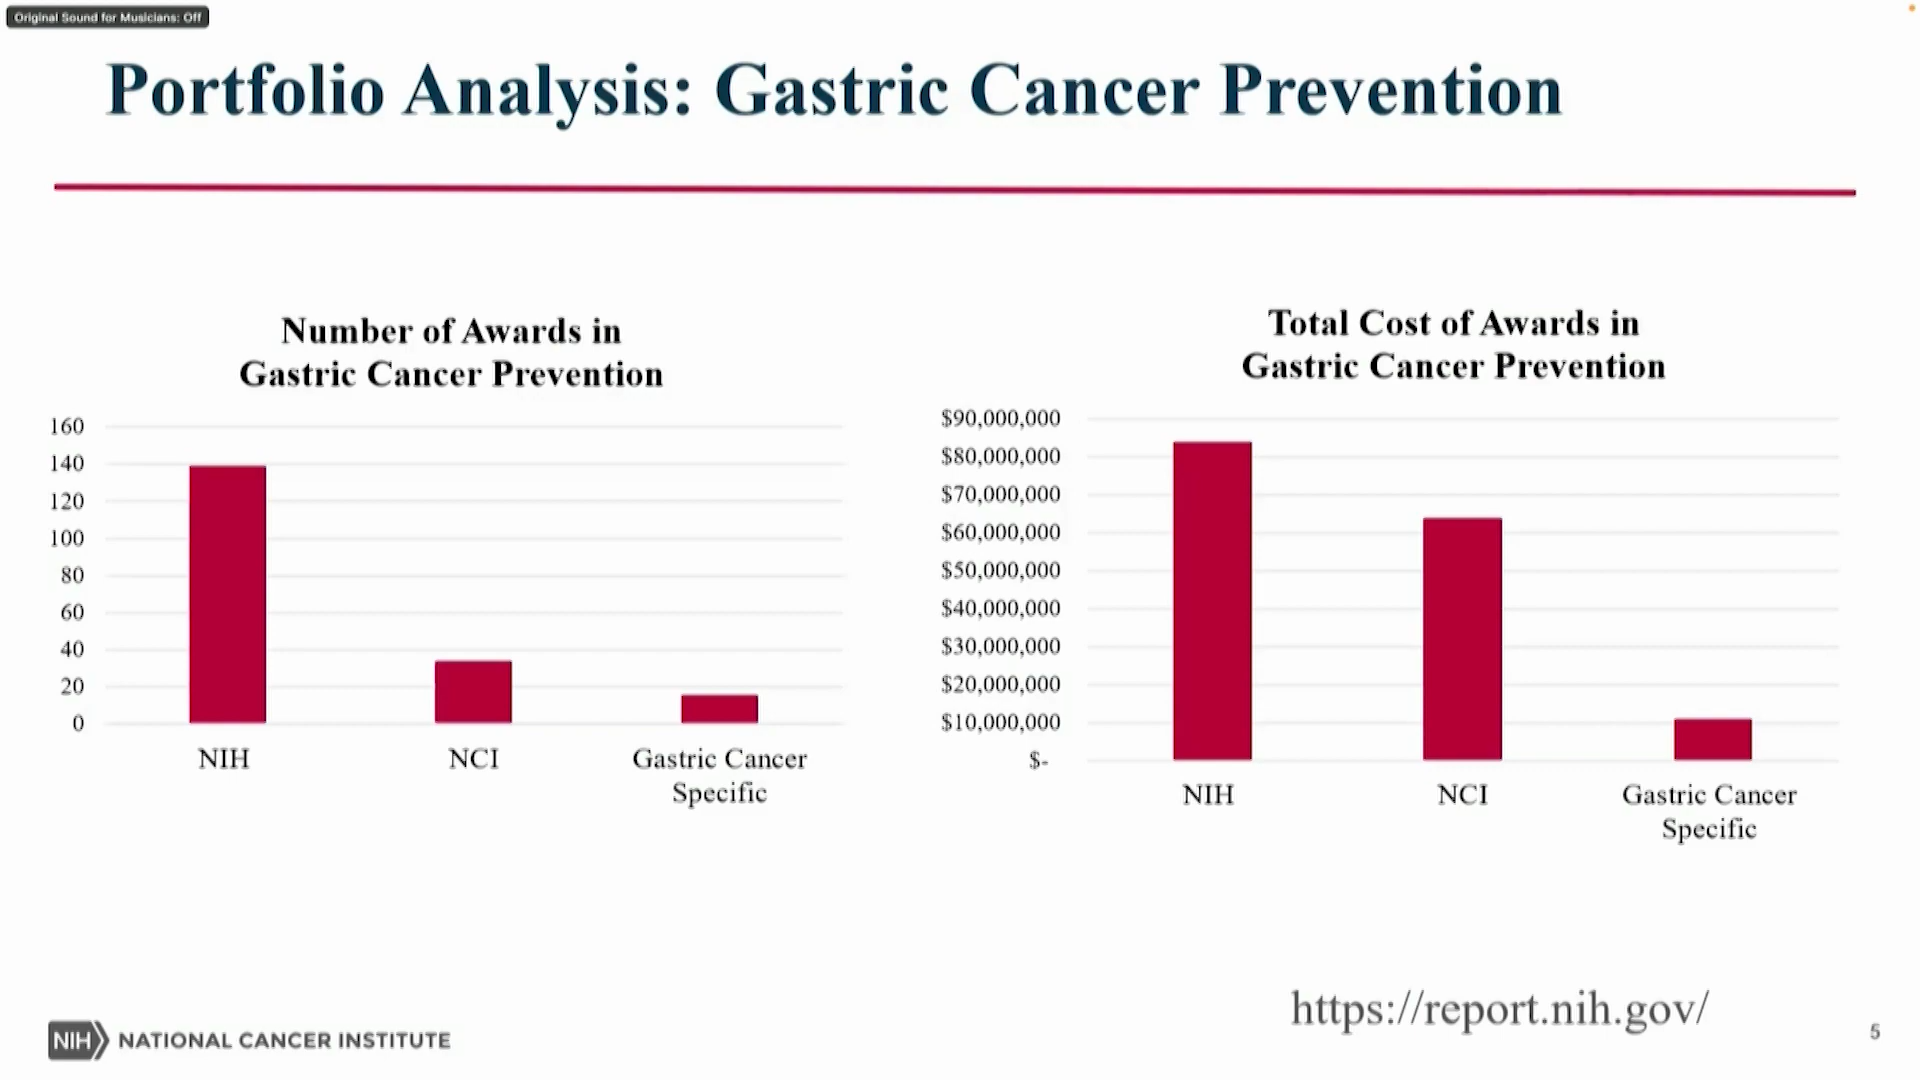 Original Sound for Musicians: Off
Portfolio Analysis: Gastric Cancer Prevention
Number of Awards in
Gastric Cancer Prevention
160
140
120
100
80
60
40
20
0
NIH
NCI
Gastric Cancer
Specific
Total Cost of Awards in
Gastric Cancer Prevention
$90,000,000
$80,000,000
$70,000,000
$60,000,000
$50,000,000
$40,000,000
$30,000,000
$20,000,000
$10,000,000
$-
NIH
NCI
Gastric Cancer
Specific
https://report.nih.gov/
NIH NATIONAL CANCER INSTITUTE
5